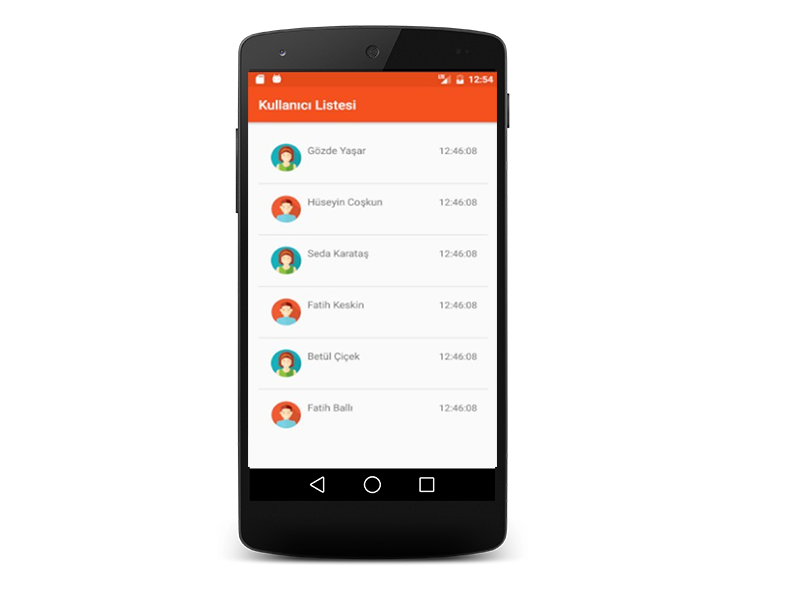 12:54
Kullanıcı Listesi
Gözde Yaşar 12:46:08
Hüseyin Coşkun 12:46:08
Seda Karataş 12:46:08
Fatih Keskin 12:46:08
Betül Çiçek 12:46:08
Fatih Ballı 12:46:08